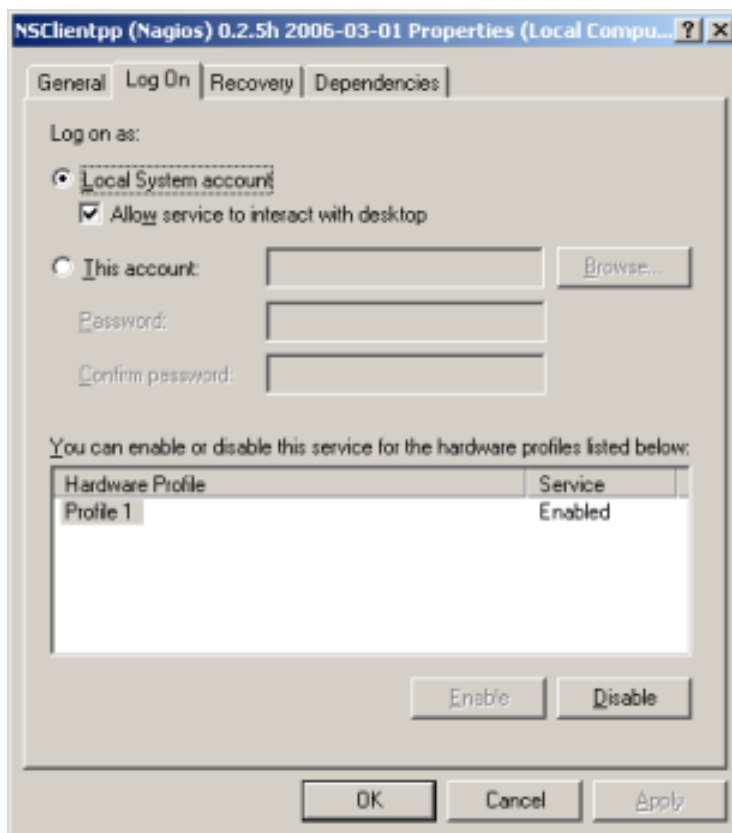 NSClientpp (Nagios) 0.2.5h 2006-03-01 Properties (Local Compu...
General Log On Recovery Dependencies
Log on as:
Local System account
Allow service to interact with desktop
This account:
Browse...
Password:
Confirm password:
You can enable or disable this service for the hardware profiles listed below:
Hardware Profile Service
Profile 1 Enabled
Enable Disable
OK Cancel Apply